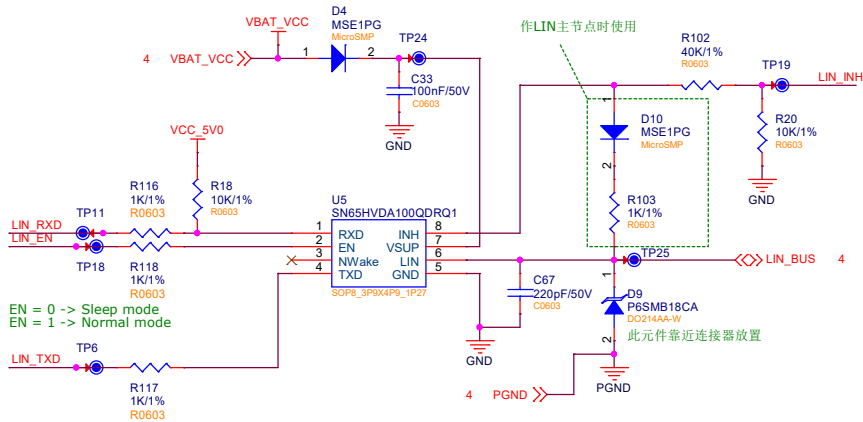 D4
MSE1PG
MicroSMP
VBAT_VCC
4 VBAT_VCC
1 2
TP24
C33
100nF/50V
C0603
GND
作LIN主节点时使用
R102
40K/1%
R0603
TP19
LIN_INH
1
D10
MSE1PG
MicroSMP
2
R20
10K/1%
R0603
GND
VCC_5V0
R116
1K/1%
R0603
R18
10K/1%
R0603
U5
SN65HVDA100QDRQ1
R103
1K/1%
R0603
LIN_RXD
TP11
LIN_EN
TP18
1 RXD INH 8
2 EN VSUP 7
3 NWake LIN 6
4 TXD GND 5
SOP8_3P9X4P9_1P27
R118
1K/1%
R0603
TP25
LIN_BUS 4
C67
220pF/50V
C0603
GND
1
D9
P6SMB18CA
DO214AA-W
2
此元件靠近连接器放置
EN = 0 -> Sleep mode
EN = 1 -> Normal mode
LIN_TXD
TP6
R117
1K/1%
R0603
4 PGND
PGND